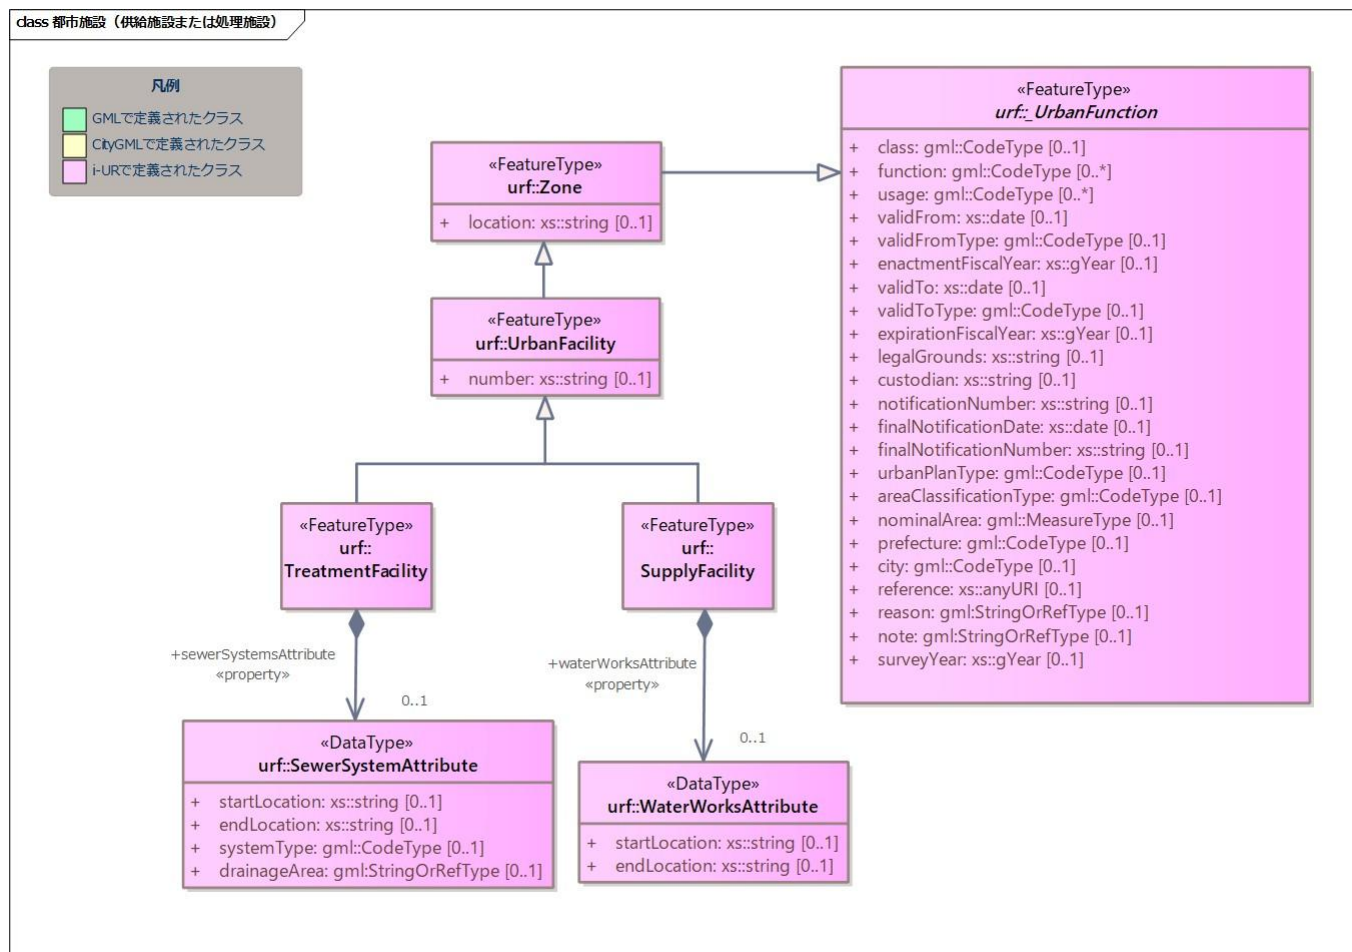 class 都市施設（供給施設または処理施設）
凡例
GMLで定義されたクラス
CityGMLで定義されたクラス
i-URで定義されたクラス
«FeatureType»
urf::_UrbanFunction
+ class: gml::CodeType [0..1]
+ function: gml::CodeType [0..*]
+ usage: gml::CodeType [0..*]
+ validFrom: xs::date [0..1]
+ validFromType: gml::CodeType [0..1]
+ enactmentFiscalYear: xs::gYear [0..1]
+ validTo: xs::date [0..1]
+ validToType: gml::CodeType [0..1]
+ expirationFiscalYear: xs::gYear [0..1]
+ legalGrounds: xs::string [0..1]
+ custodian: xs::string [0..1]
+ notificationNumber: xs::string [0..1]
+ finalNotificationDate: xs::date [0..1]
+ finalNotificationNumber: xs::string [0..1]
+ urbanPlanType: gml::CodeType [0..1]
+ areaClassificationType: gml::CodeType [0..1]
+ nominalArea: gml::MeasureType [0..1]
+ prefecture: gml::CodeType [0..1]
+ city: gml::CodeType [0..1]
+ reference: xs::anyURI [0..1]
+ reason: gml:StringOrRefType [0..1]
+ note: gml:StringOrRefType [0..1]
+ surveyYear: xs::gYear [0..1]
«FeatureType»
urf::Zone
+ location: xs::string [0..1]
«FeatureType»
urf::UrbanFacility
+ number: xs::string [0..1]
«FeatureType»
urf::
TreatmentFacility
«FeatureType»
urf::
SupplyFacility
+sewerSystemsAttribute
«property»
0..1
+waterWorksAttribute
«property»
0..1
«DataType»
urf::SewerSystemAttribute
+ startLocation: xs::string [0..1]
+ endLocation: xs::string [0..1]
+ systemType: gml::CodeType [0..1]
+ drainageArea: gml:StringOrRefType [0..1]
«DataType»
urf::WaterWorksAttribute
+ startLocation: xs::string [0..1]
+ endLocation: xs::string [0..1]